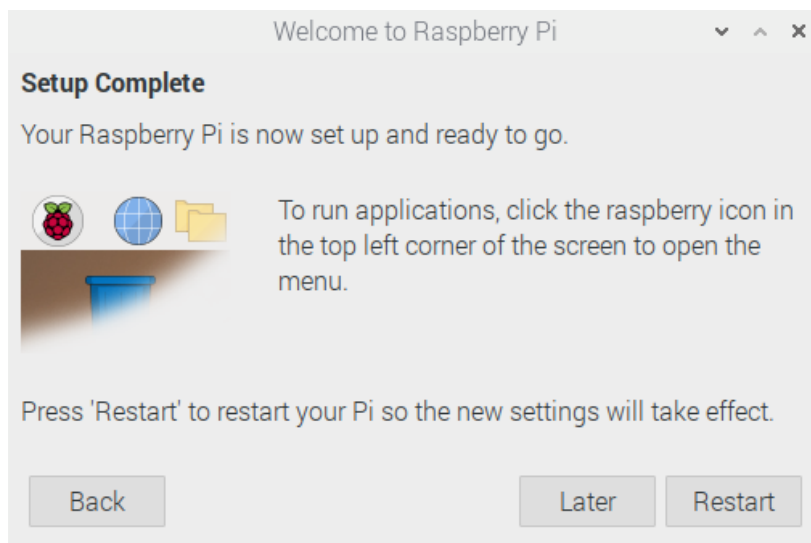 Welcome to Raspberry Pi
Setup Complete
Your Raspberry Pi is now set up and ready to go.
To run applications, click the raspberry icon in
the top left corner of the screen to open the
menu.
Press 'Restart' to restart your Pi so the new settings will take effect.
Back
Later
Restart